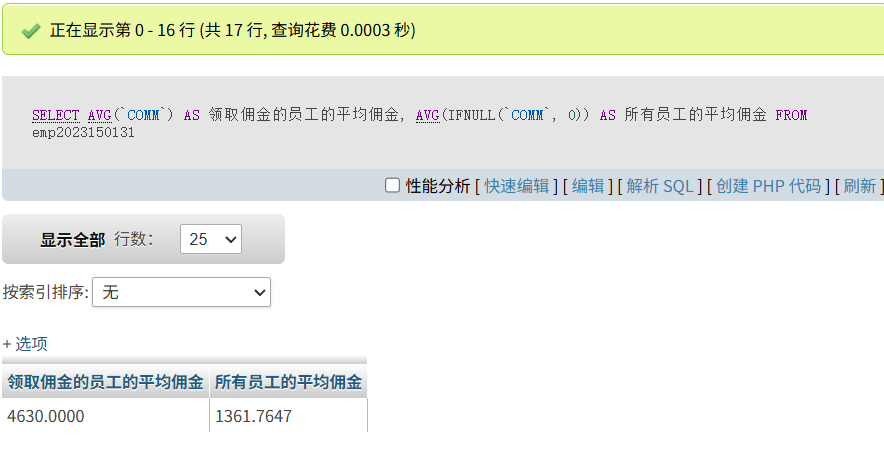 正在显示第 0 - 16 行 (共 17 行, 查询花费 0.0003 秒)
SELECT AVG(`COMM`) AS 领取佣金的员工的平均佣金, AVG(IFNULL(`COMM`, 0)) AS 所有员工的平均佣金 FROM
emp2023150131
性能分析 [ 快速编辑 ] [ 编辑 ] [ 解析 SQL ] [ 创建 PHP 代码 ] [ 刷新 ]
显示全部 行数： 25
按索引排序: 无
+ 选项
领取佣金的员工的平均佣金 所有员工的平均佣金
4630.0000 1361.7647